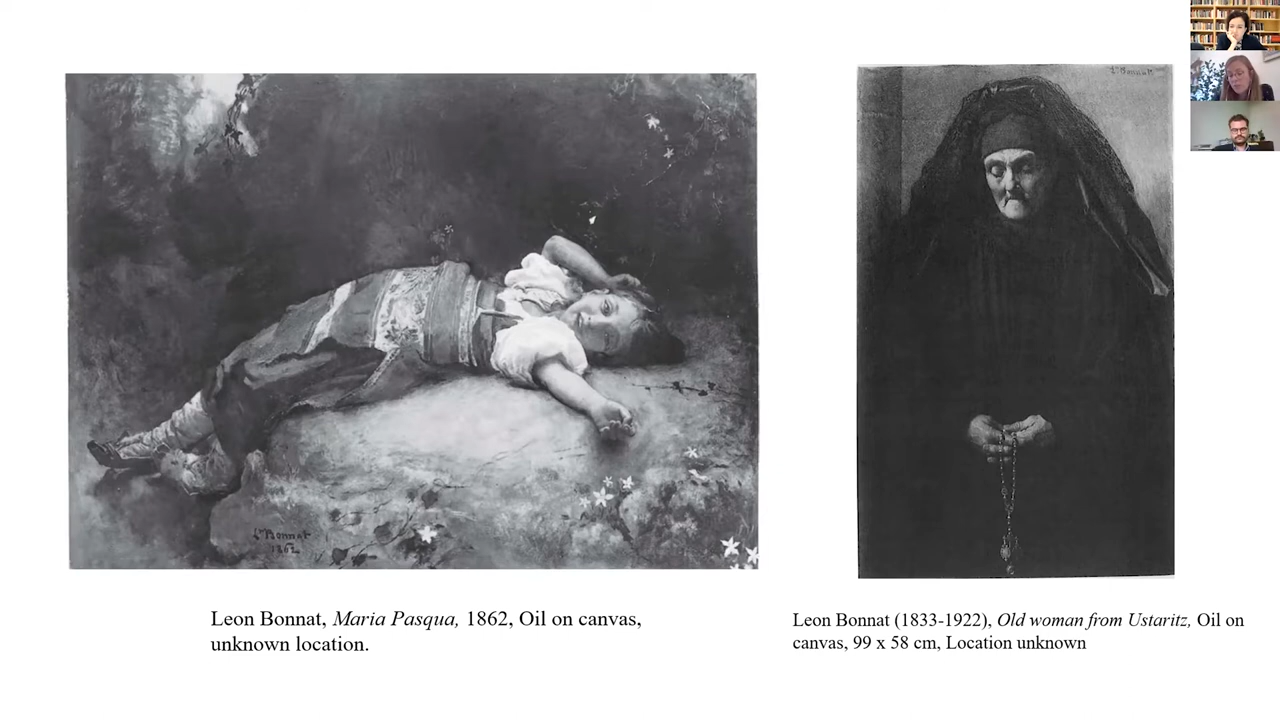 L. Bonnat
1862
Ln Bonnat
Leon Bonnat, Maria Pasqua, 1862, Oil on canvas,
unknown location.
Leon Bonnat (1833-1922), Old woman from Ustaritz, Oil on
canvas, 99 x 58 cm, Location unknown